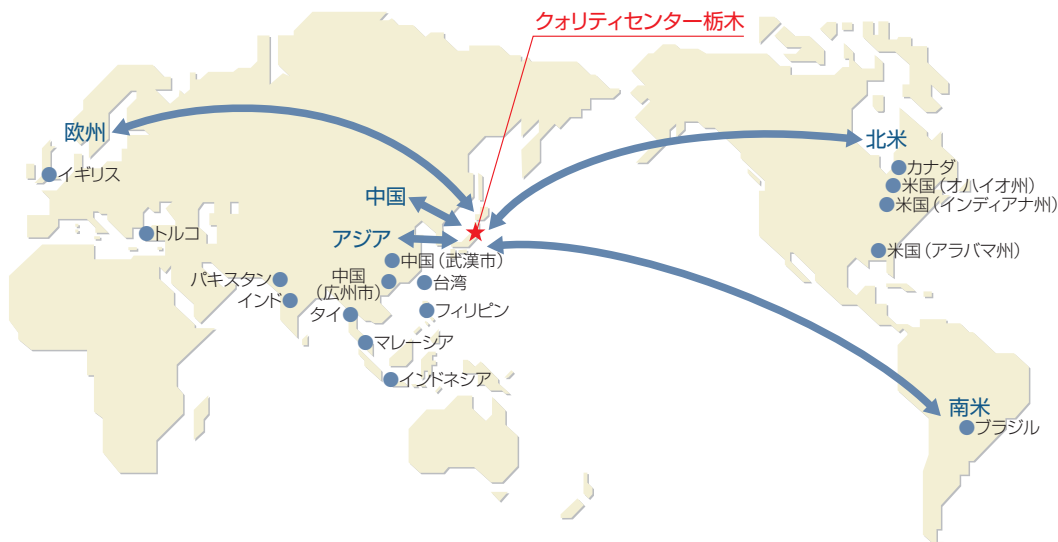 クォリティセンター栃木
欧州
北米
イギリス
カナダ
米国（オハイオ州）
米国（インディアナ州）
中国
トルコ
アジア
米国（アラバマ州）
中国（武漢市）
パキスタン
中国
（広州市）
台湾
インド
タイ
フィリピン
マレーシア
インドネシア
南米
ブラジル